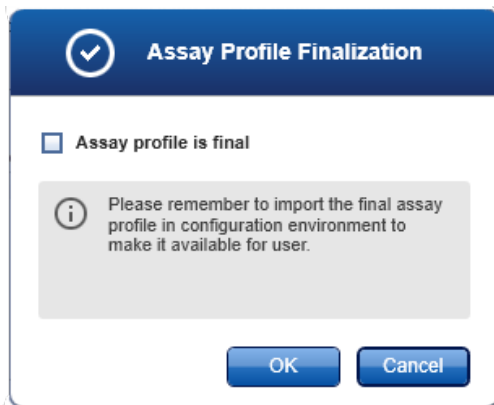 Assay Profile Finalization
Assay profile is final
Please remember to import the final assay
profile in configuration environment to
make it available for user.
OK
Cancel